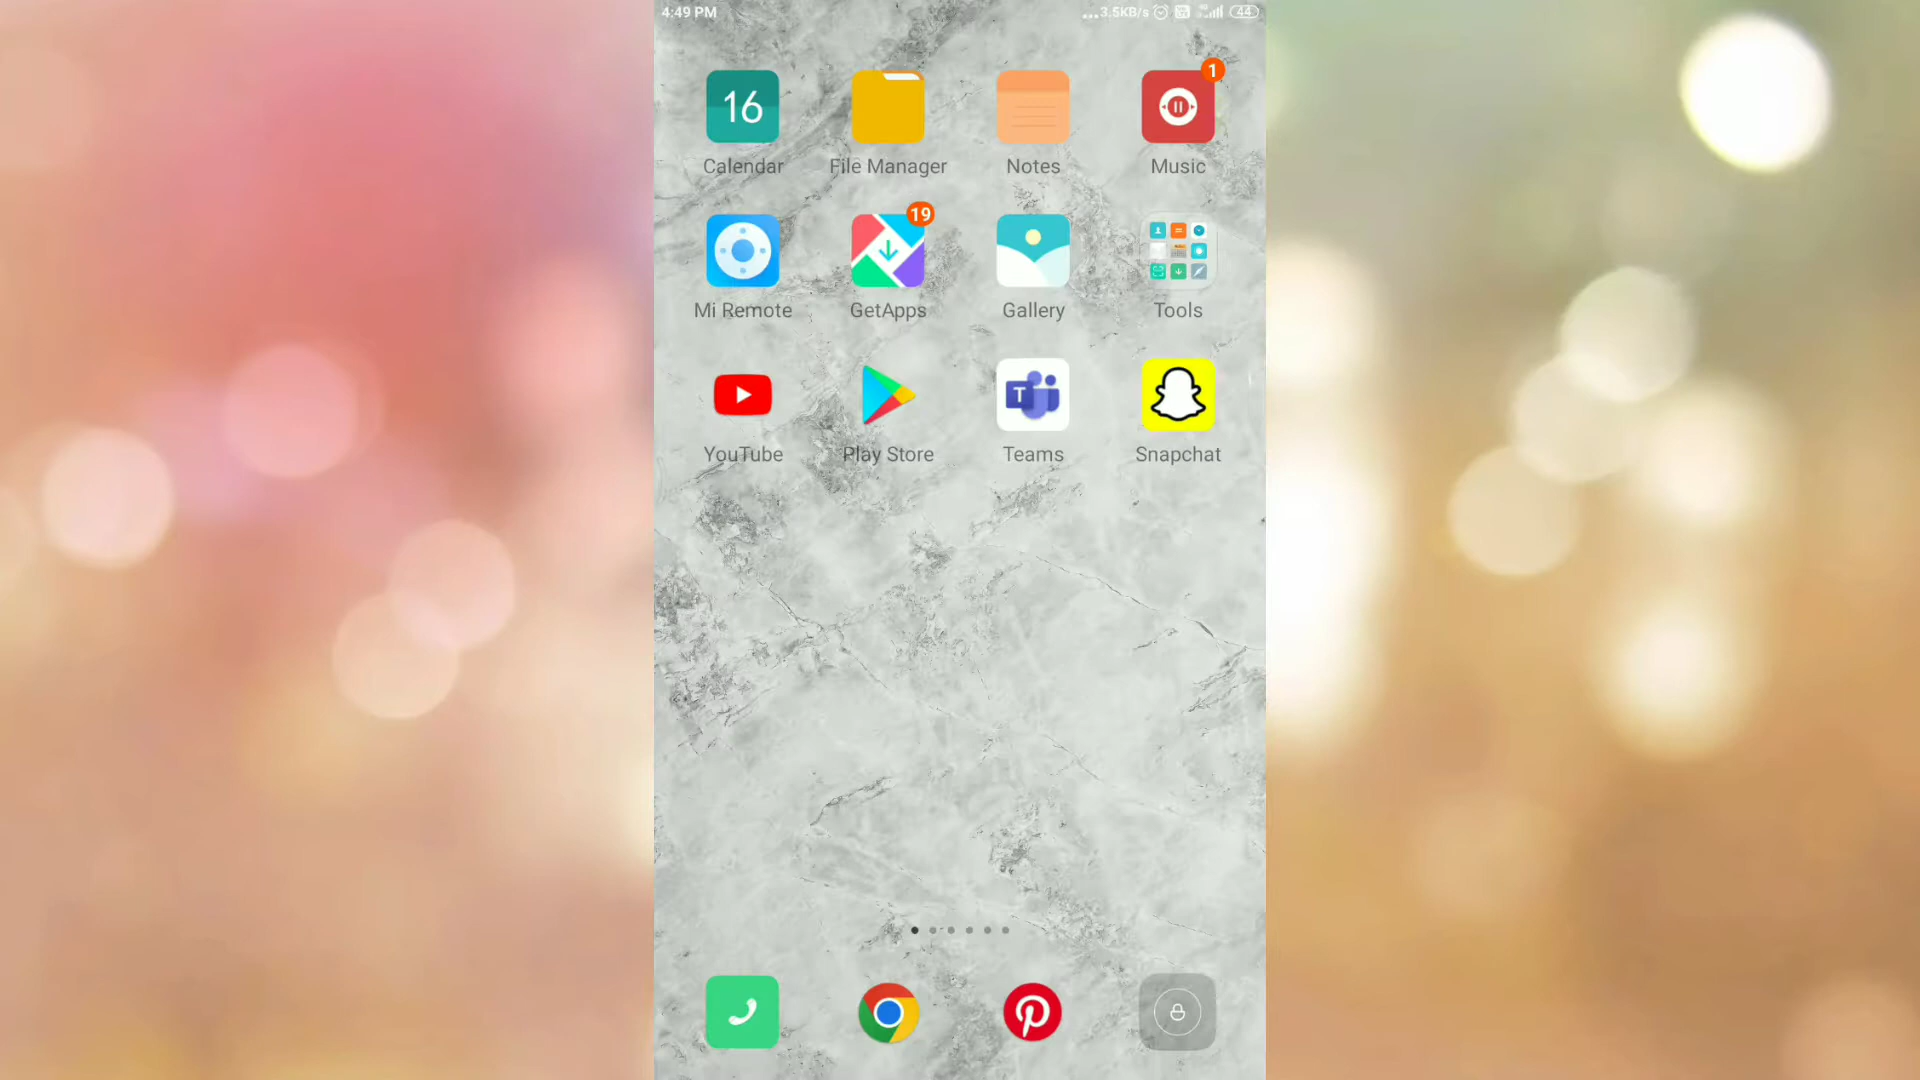 4:49 PM
...3.5KB/s 44
16
1
Calendar
File Manager
Notes
Music
19
Mi Remote
GetApps
Gallery
Tools
T
YouTube
Play Store
Teams
Snapchat